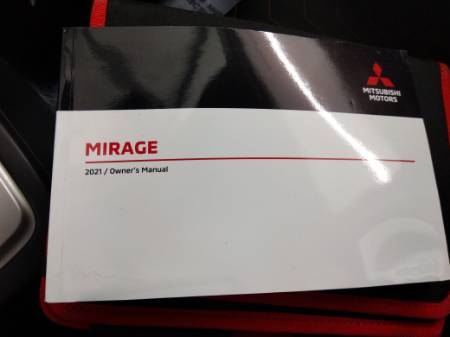 MITSUBISHI
MOTORS
MIRAGE
2021 / Owner's Manual